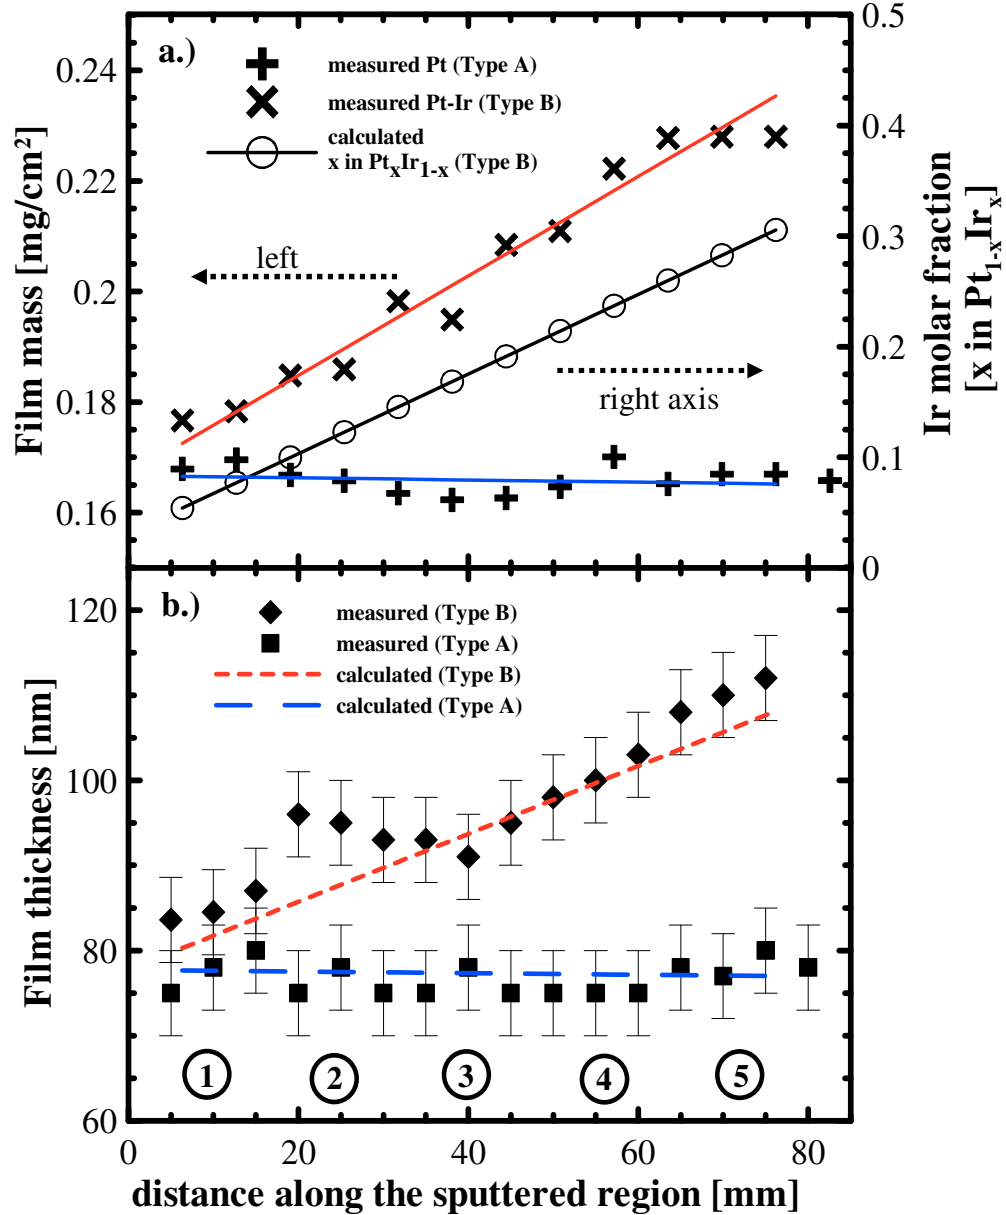 a.)
measured Pt (Type A)
measured Pt-Ir (Type B)
calculated
x in PtxIr1-x (Type B)
left
right axis
0.24
0.22
0.2
0.18
0.16
Film mass [mg/cm²]
0.5
0.4
0.3
0.2
0.1
0
Ir molar fraction
[x in Pt1-xIrx]
b.)
measured (Type B)
measured (Type A)
calculated (Type B)
calculated (Type A)
120
100
80
60
Film thickness [nm]
1 2 3 4 5
0 20 40 60 80
distance along the sputtered region [mm]